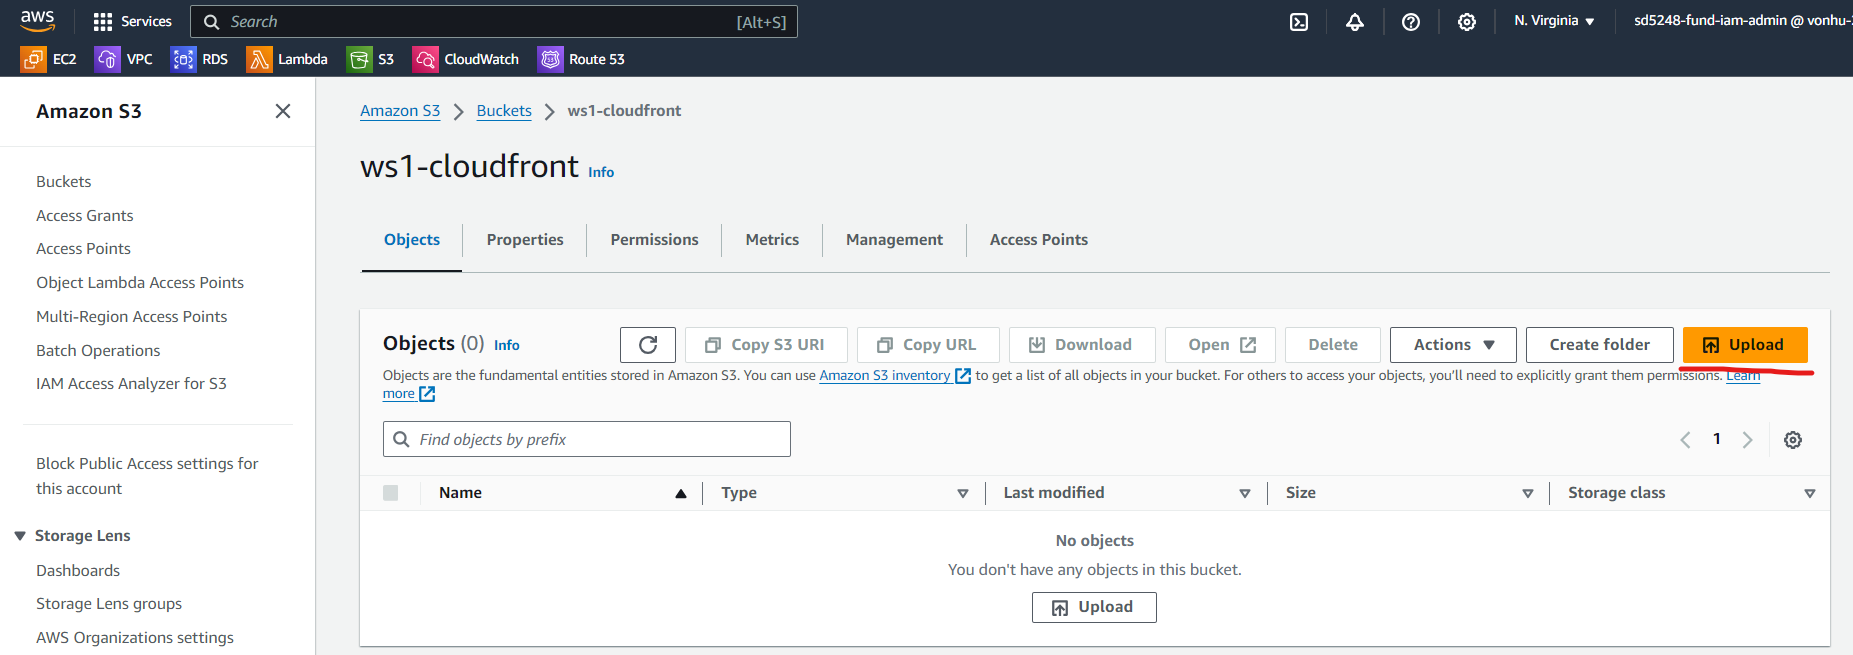 aws
Services
Search
[Alt+S]
N. Virginia
sd5248-fund-iam-admin @ vonhu-
EC2
VPC
RDS
Lambda
S3
CloudWatch
Route 53
Amazon S3
Buckets
Access Grants
Access Points
Object Lambda Access Points
Multi-Region Access Points
Batch Operations
IAM Access Analyzer for S3
Block Public Access settings for
this account
Storage Lens
Dashboards
Storage Lens groups
AWS Organizations settings
Amazon S3 > Buckets > ws1-cloudfront
ws1-cloudfront Info
Objects
Properties
Permissions
Metrics
Management
Access Points
Objects (0) Info
Copy S3 URI
Copy URL
Download
Open
Delete
Actions
Create folder
Upload
Objects are the fundamental entities stored in Amazon S3. You can use Amazon S3 inventory to get a list of all objects in your bucket. For others to access your objects, you'll need to explicitly grant them permissions. Learn
more
Find objects by prefix
1
Name
Type
Last modified
Size
Storage class
No objects
You don't have any objects in this bucket.
Upload